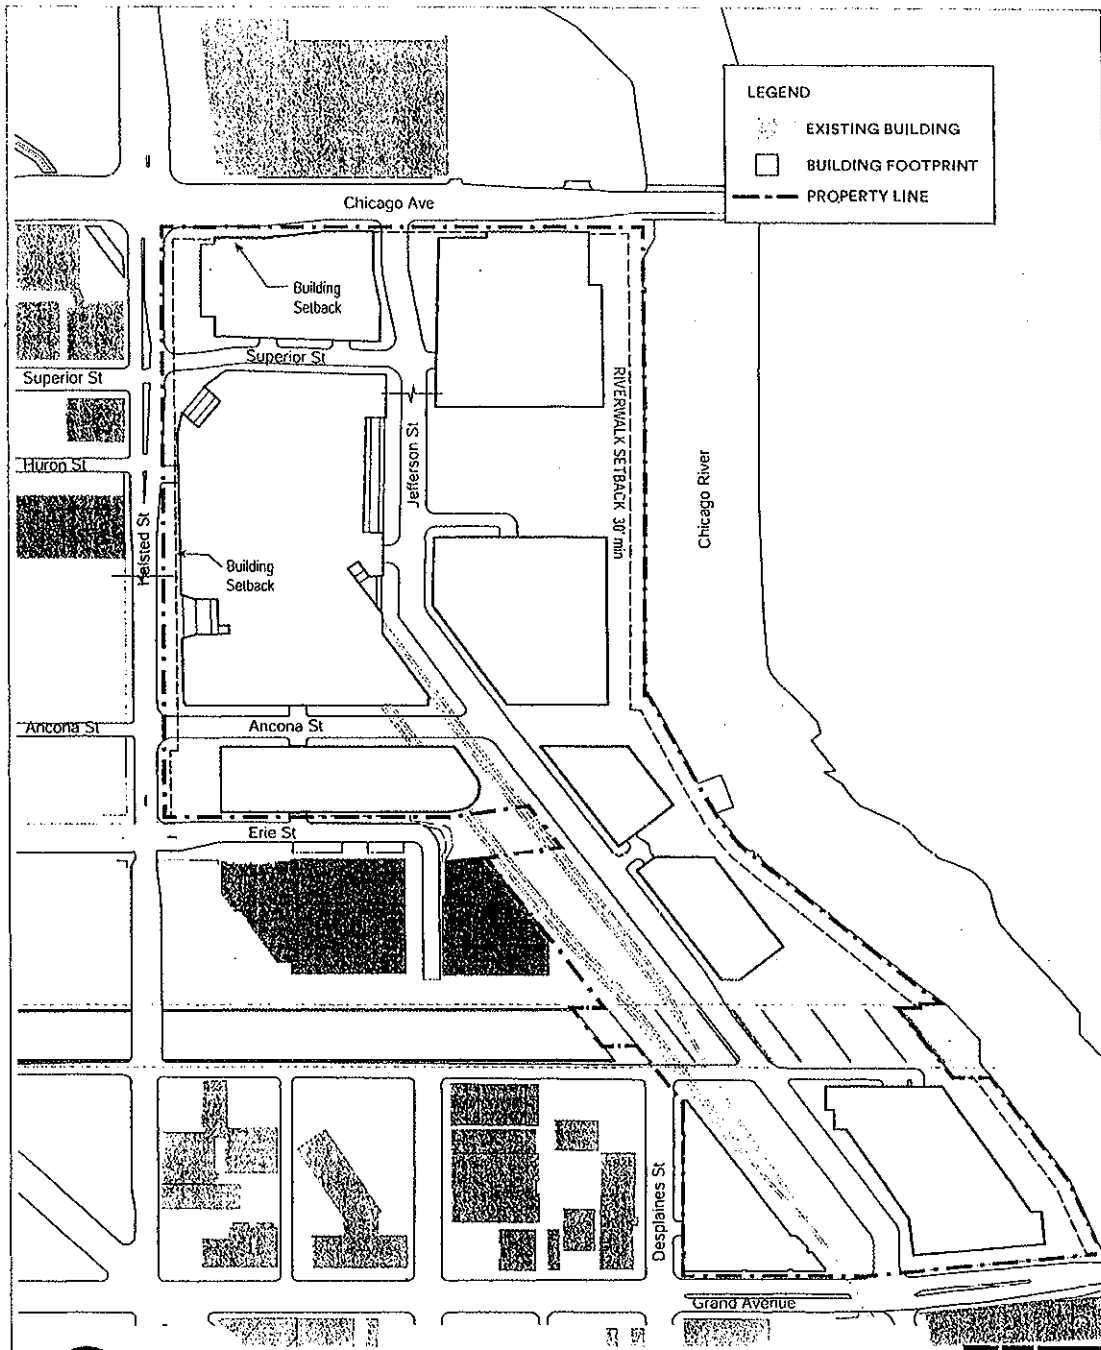 LEGEND
EXISTING BUILDING
BUILDING FOOTPRINT
PROPERTY LINE
Chicago Ave
Building
Setback
Superior St
Superior St
RIVERWALK SETBACK 30' min
Jefferson St
Chicago River
Huron St
Halsted St
Building
Setback
Ancona St
Ancona St
Erie St
Desplaines St
Grand Avenue